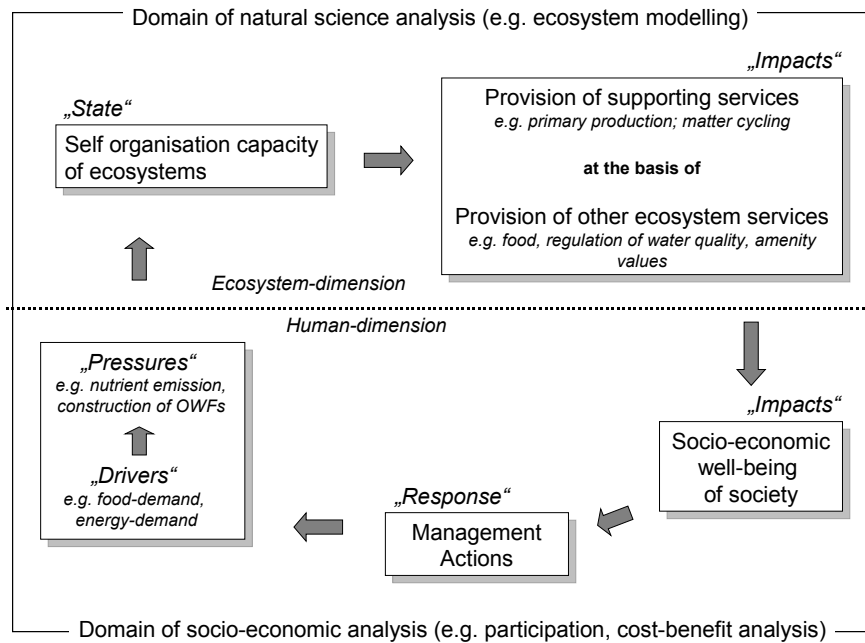 Domain of natural science analysis (e.g. ecosystem modelling)
„Impacts“
„State“
Self organisation capacity
of ecosystems
Provision of supporting services
e.g. primary production; matter cycling
at the basis of
Provision of other ecosystem services
e.g. food, regulation of water quality, amenity
values
Ecosystem-dimension
Human-dimension
„Pressures“
e.g. nutrient emission,
construction of OWFs
„Drivers“
e.g. food-demand,
energy-demand
„Impacts“
Socio-economic
well-being
of society
„Response“
Management
Actions
Domain of socio-economic analysis (e.g. participation, cost-benefit analysis)